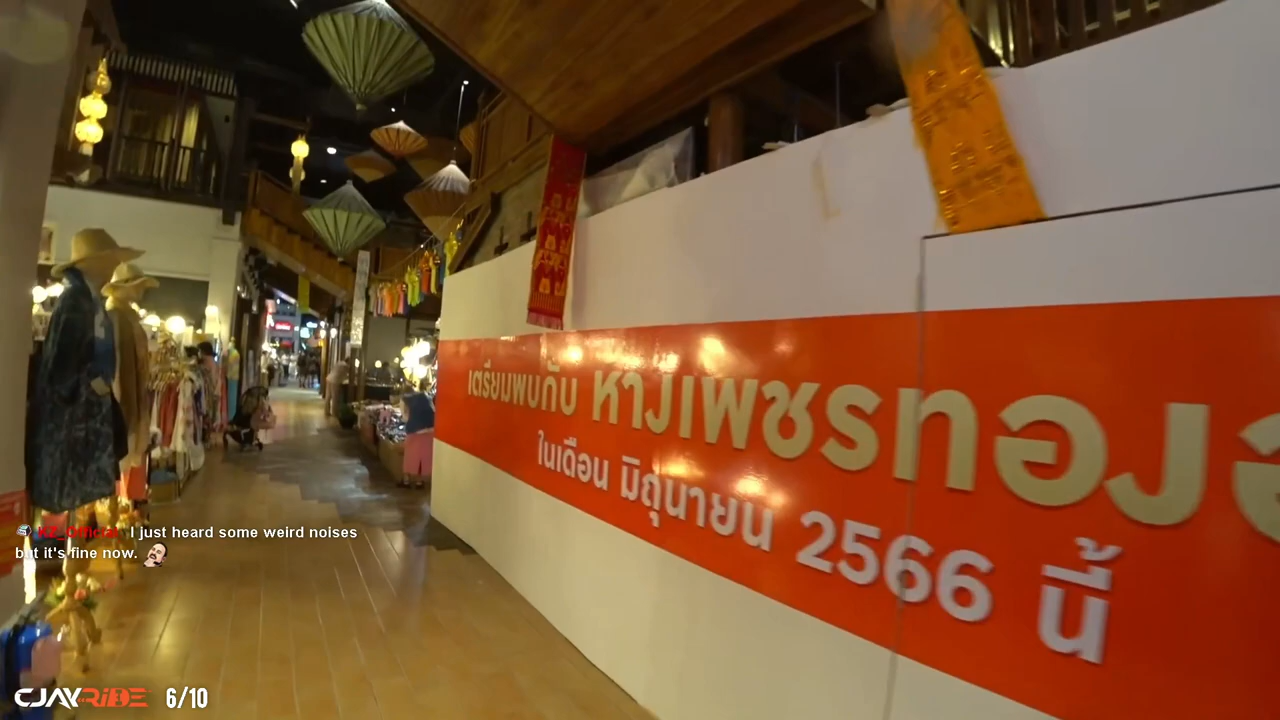 เตรียมพบกับ ห้างเพชรทอง
ในเดือน มิถุนายน 2566 นี้
KZ_Official I just heard some weird noises
but it's fine now.
CJAYRIDE 6/10